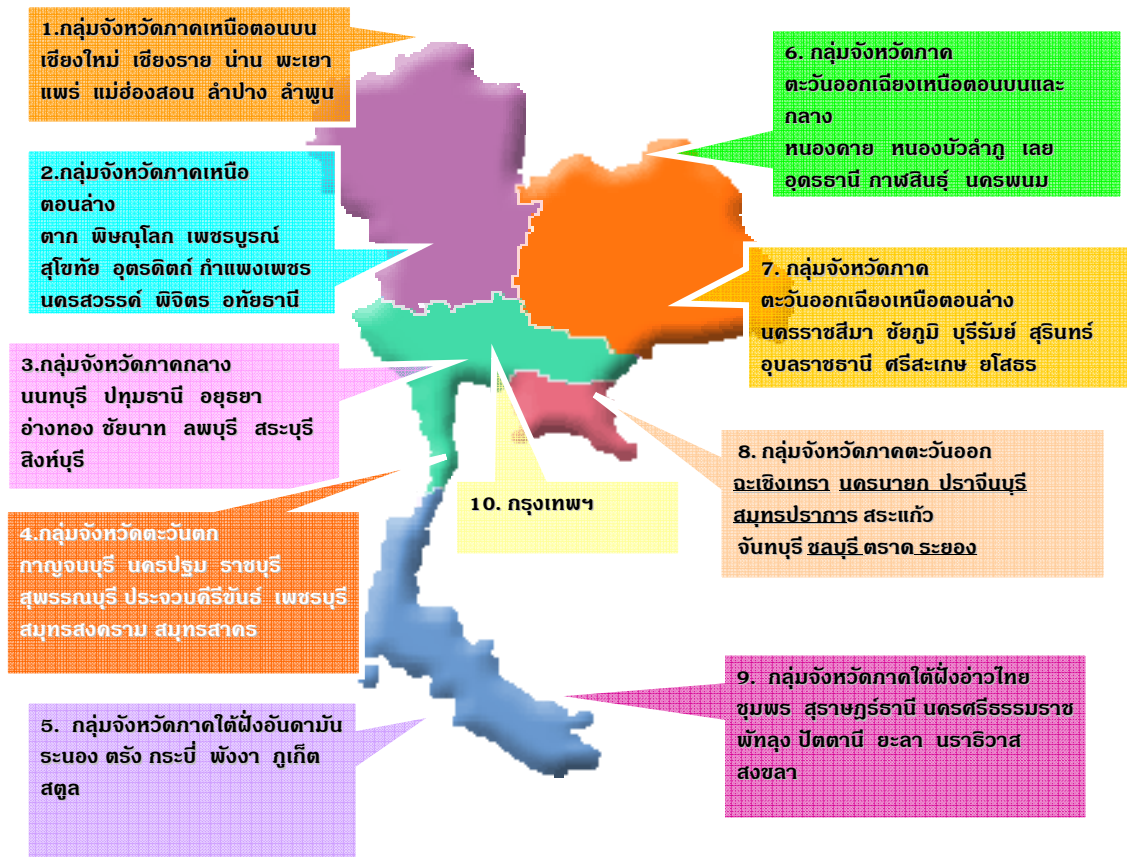 1.กลุ่มจังหวัดภาคเหนือตอนบน
เชียงใหม่ เชียงราย น่าน พะเยา
แพร่ แม่ฮ่องสอน ลำปาง ลำพูน
2.กลุ่มจังหวัดภาคเหนือ
ตอนล่าง
ตาก พิษณุโลก เพชรบูรณ์
สุโขทัย อุตรดิตถ์ กำแพงเพชร
นครสวรรค์ พิจิตร อทัยธานี
3.กลุ่มจังหวัดภาคกลาง
นนทบุรี ปทุมธานี อยุธยา
อ่างทอง ชัยนาท ลพบุรี สระบุรี
สิงห์บุรี
4.กลุ่มจังหวัดตะวันตก
กาญจนบุรี นครปฐม ราชบุรี
สุพรรณบุรี ประจวบคีรีขันธ์ เพชรบุรี
สมุทรสงคราม สมุทรสาคร
5. กลุ่มจังหวัดภาคใต้ฝั่งอันดามัน
ระนอง ตรัง กระบี่ พังงา ภูเก็ต
สตูล
6. กลุ่มจังหวัดภาค
ตะวันออกเฉียงเหนือตอนบนและ
กลาง
หนองคาย หนองบัวลำภู เลย
อุดรธานี กาฬสินธุ์ นครพนม
7. กลุ่มจังหวัดภาค
ตะวันออกเฉียงเหนือตอนล่าง
นครราชสีมา ชัยภูมิ บุรีรัมย์ สุรินทร์
อุบลราชธานี ศรีสะเกษ ยโสธร
8. กลุ่มจังหวัดภาคตะวันออก
ฉะเชิงเทรา นครนายก ปราจีนบุรี
สมุทรปราการ สระแก้ว
จันทบุรี ชลบุรี ตราด ระยอง
10. กรุงเทพฯ
9. กลุ่มจังหวัดภาคใต้ฝั่งอ่าวไทย
ชุมพร สุราษฎร์ธานี นครศรีธรรมราช
พัทลุง ปัตตานี ยะลา นราธิวาส
สงขลา